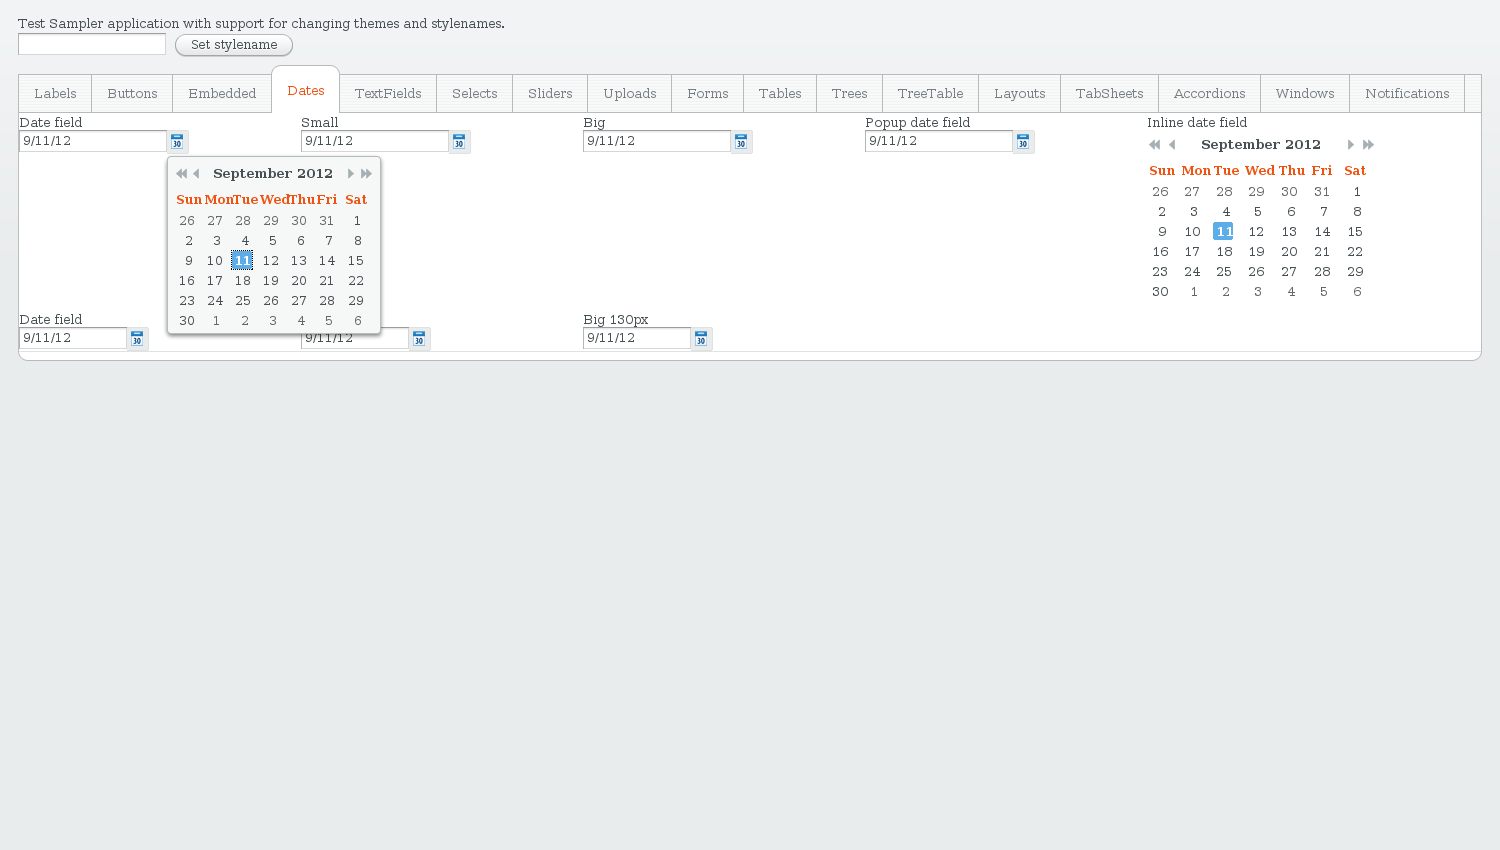 Test Sampler application with support for changing themes and stylenames.
Set stylename
Labels Buttons Embedded Dates TextFields Selects Sliders Uploads Forms Tables Trees TreeTable Layouts TabSheets Accordions Windows Notifications
Date field Small Big Popup date field Inline date field
9/11/12 30 9/11/12 30 9/11/12 30 9/11/12 30
September 2012
Sun Mon Tue Wed Thu Fri Sat
26 27 28 29 30 31 1
2 3 4 5 6 7 8
9 10 11 12 13 14 15
16 17 18 19 20 21 22
23 24 25 26 27 28 29
30 1 2 3 4 5 6
September 2012
Sun Mon Tue Wed Thu Fri Sat
26 27 28 29 30 31 1
2 3 4 5 6 7 8
9 10 11 12 13 14 15
16 17 18 19 20 21 22
23 24 25 26 27 28 29
30 1 2 3 4 5 6
Date field Big 130px
9/11/12 30 9/11/12 30 9/11/12 30